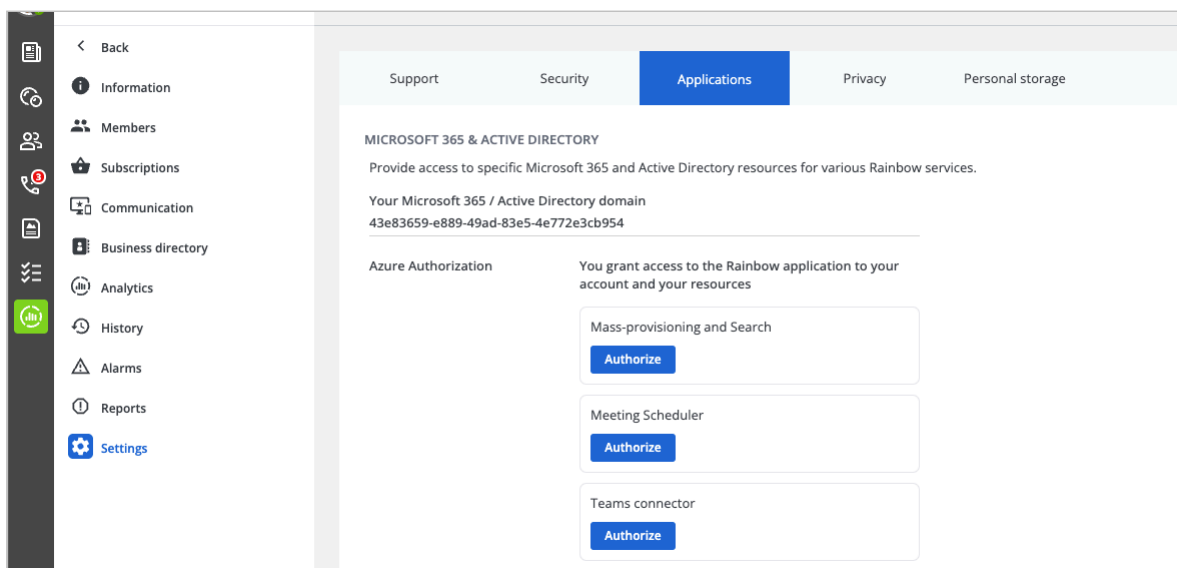 3
Back
Information
Members
Subscriptions
Communication
Business directory
Analytics
History
Alarms
Reports
Settings
Support
Security
Applications
Privacy
Personal storage
MICROSOFT 365 & ACTIVE DIRECTORY
Provide access to specific Microsoft 365 and Active Directory resources for various Rainbow services.
Your Microsoft 365 / Active Directory domain
43e83659-e889-49ad-83e5-4e772e3cb954
Azure Authorization
You grant access to the Rainbow application to your
account and your resources
Mass-provisioning and Search
Authorize
Meeting Scheduler
Authorize
Teams connector
Authorize